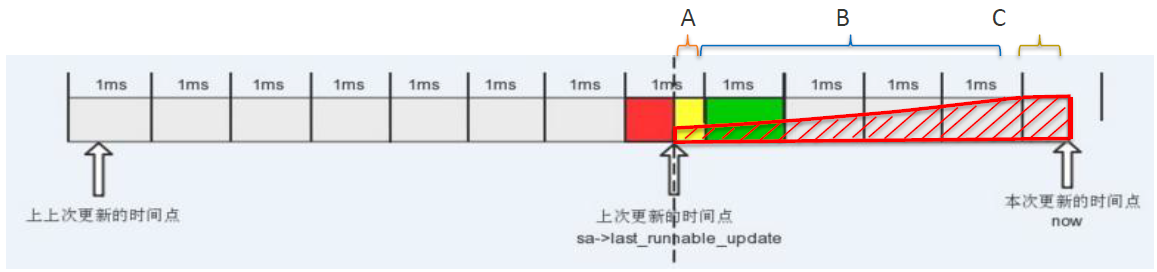 A B C
1ms 1ms 1ms 1ms 1ms 1ms 1ms 1ms 1ms 1ms 1ms 1ms
上上次更新的时间点
上次更新的时间点
sa->last_runnable_update
本次更新的时间点
now